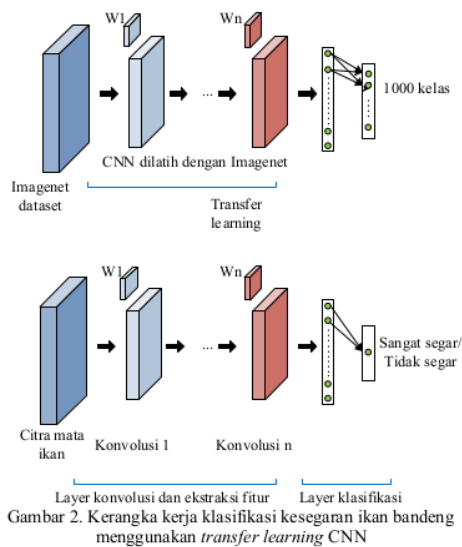 W1
Wn
...
1000 kelas
CNN dilatih dengan Imagenet
Imagenet
dataset
Transfer
learning
W1
Wn
...
Sangat segar/
Tidak segar
Citra mata
ikan
Konvolusi 1
Konvolusi n
Layer konvolusi dan ekstraksi fitur
Layer klasifikasi
Gambar 2. Kerangka kerja klasifikasi kesegaran ikan bandeng
menggunakan transfer learning CNN